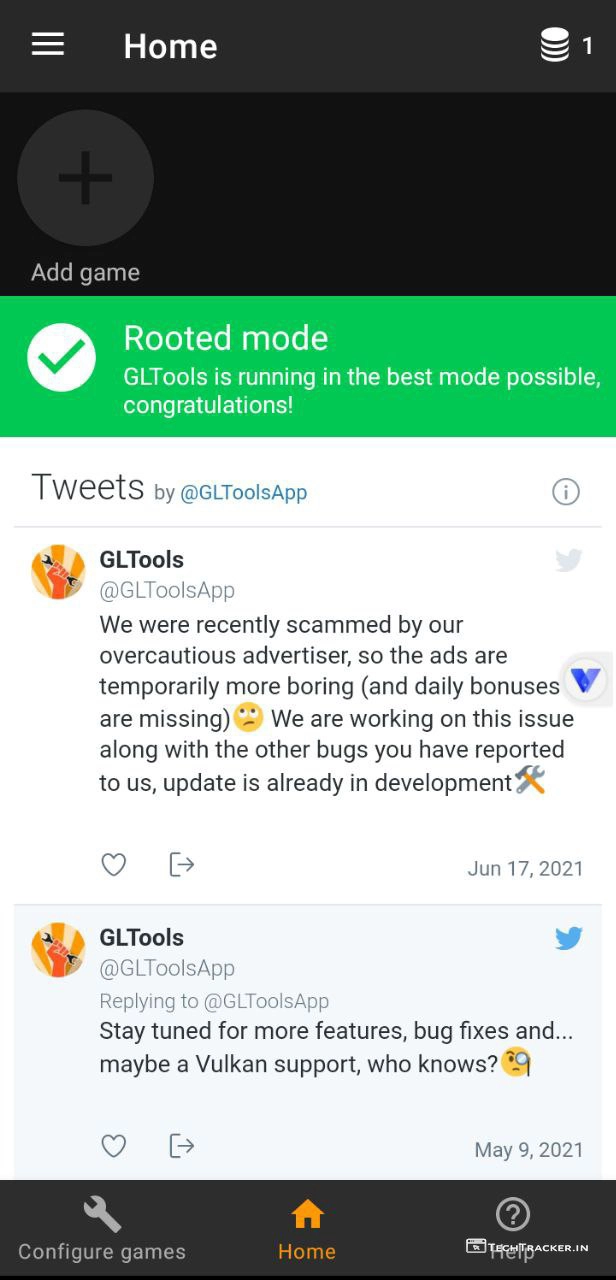 Home
1
Add game
Rooted mode
GLTools is running in the best mode possible,
congratulations!
Tweets by @GLToolsApp
GLTools
@GLToolsApp
We were recently scammed by our
overcautious advertiser, so the ads are
temporarily more boring (and daily bonuses
are missing)🙄 We are working on this issue
along with the other bugs you have reported
to us, update is already in development🛠
Jun 17, 2021
GLTools
@GLToolsApp
Replying to @GLToolsApp
Stay tuned for more features, bug fixes and...
maybe a Vulkan support, who knows?🧐
May 9, 2021
Configure games
Home
Help
TECHTRACKER.IN